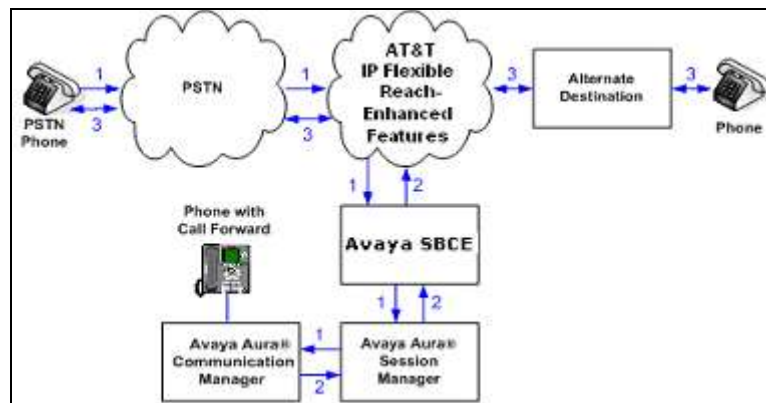 1
3
PSTN
Phone
PSTN
1
3
AT&T
IP Flexible
Reach-
Enhanced
Features
3
Alternate
Destination
3
Phone
1
2
Phone with
Call Forward
Avaya SBCE
1
2
Avaya Aura®
Communication
Manager
1
2
Avaya Aura®
Session
Manager